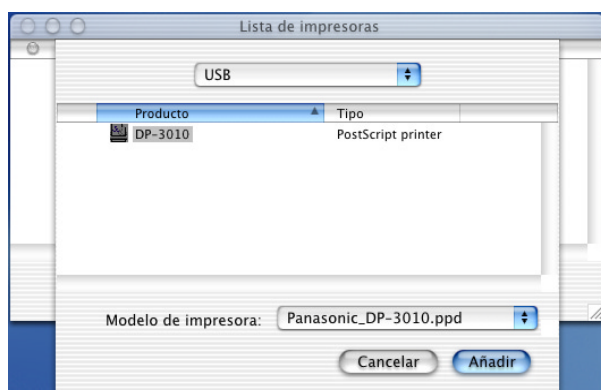 Lista de impresoras
USB
Producto Tipo
DP-3010 PostScript printer
Modelo de impresora: Panasonic_DP-3010.ppd
Cancelar Añadir